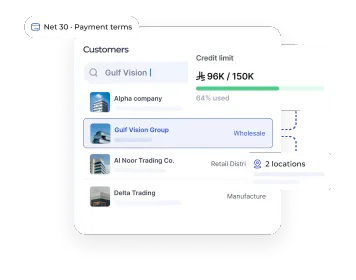 Net 30 · Payment terms
Customers
Gulf Vision
Credit limit
96K / 150K
64% used
Alpha company
Gulf Vision Group
Wholesale
Al Noor Trading Co.
Retail Distri
2 locations
Delta Trading
Manufacture